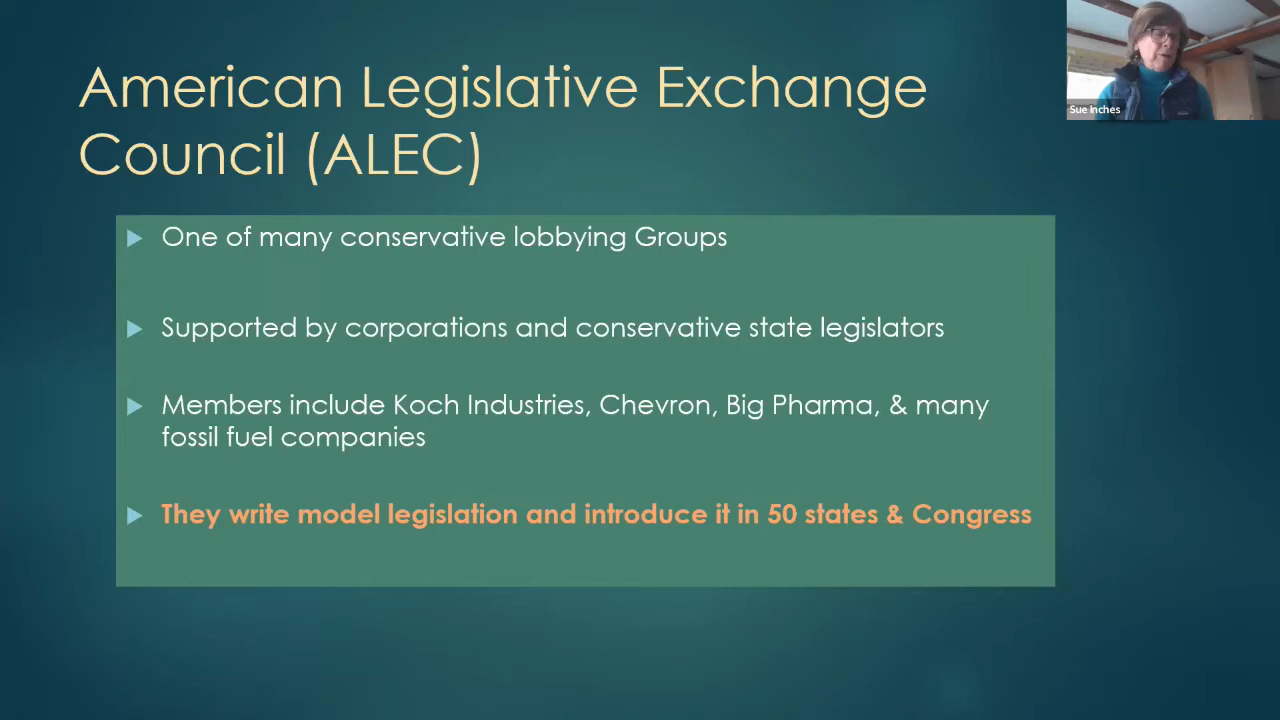 American Legislative Exchange
Council (ALEC)
Sue Inches
One of many conservative lobbying Groups
Supported by corporations and conservative state legislators
Members include Koch Industries, Chevron, Big Pharma, & many
fossil fuel companies
They write model legislation and introduce it in 50 states & Congress